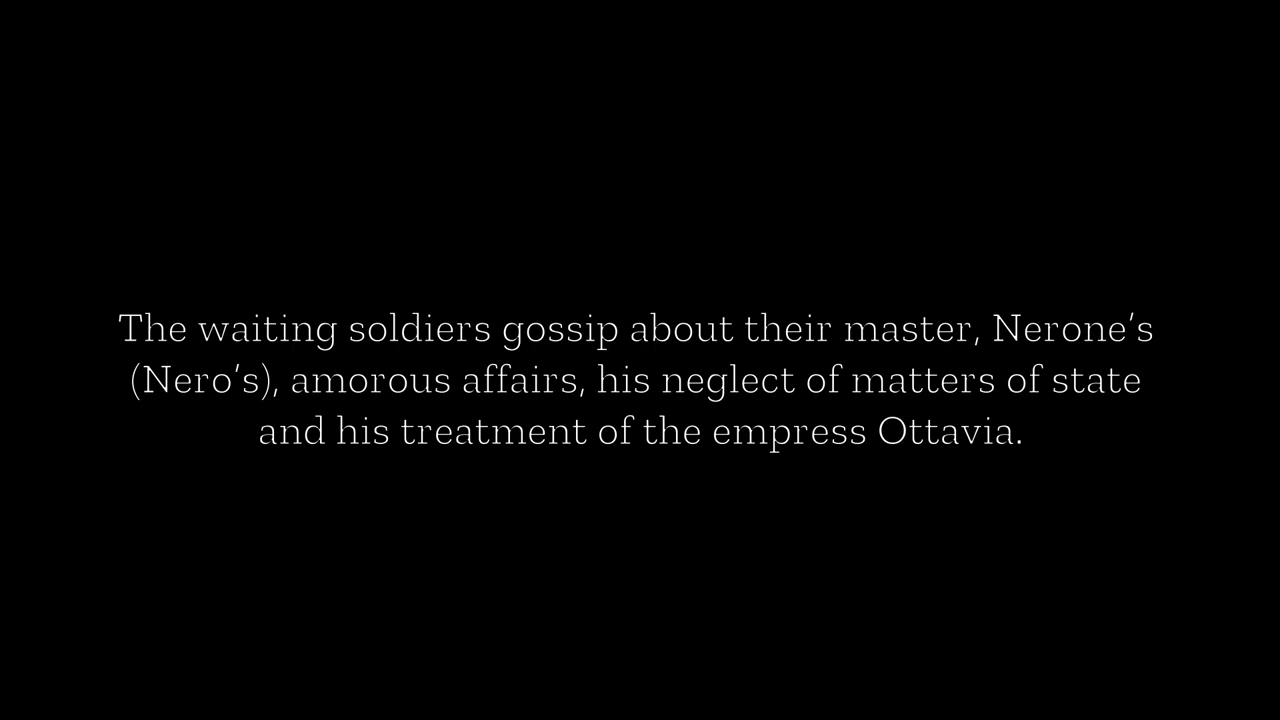 The waiting soldiers gossip about their master, Nerone’s
(Nero’s), amorous affairs, his neglect of matters of state
and his treatment of the empress Ottavia.